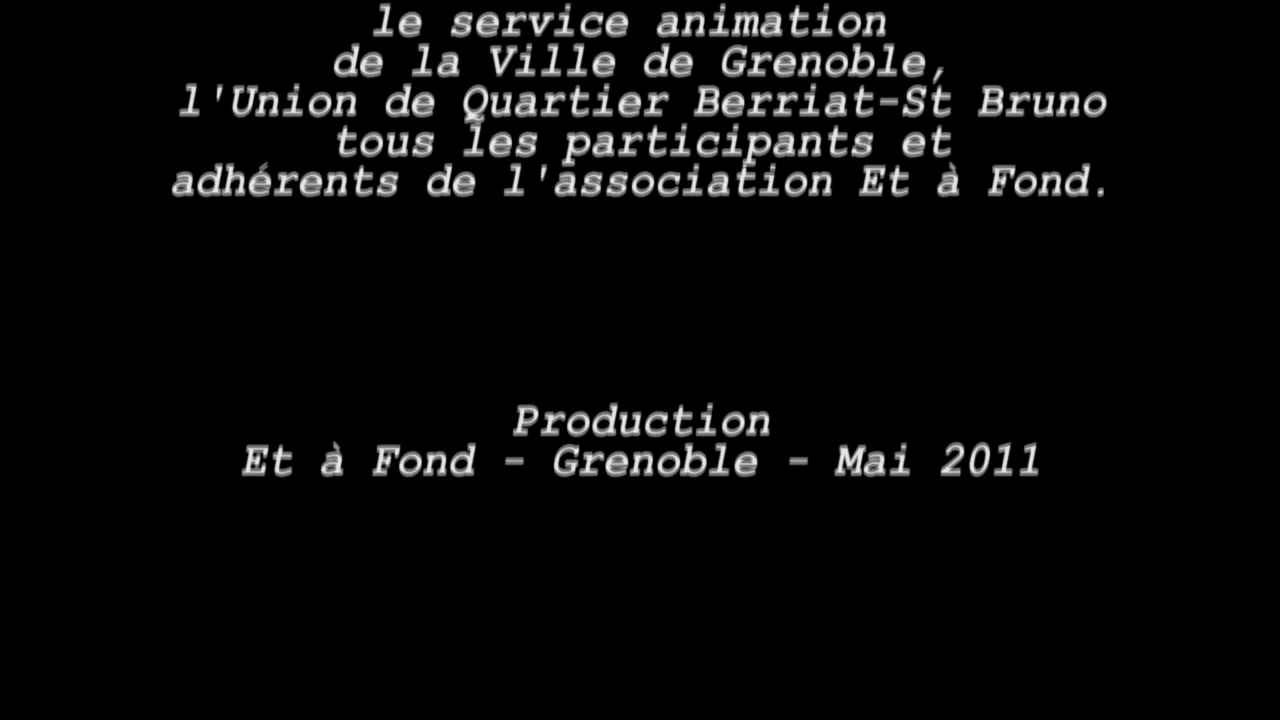 le service animation
de la Ville de Grenoble,
l'Union de Quartier Berriat-St Bruno
tous les participants et
adhérents de l'association Et à Fond.
Production
Et à Fond - Grenoble - Mai 2011